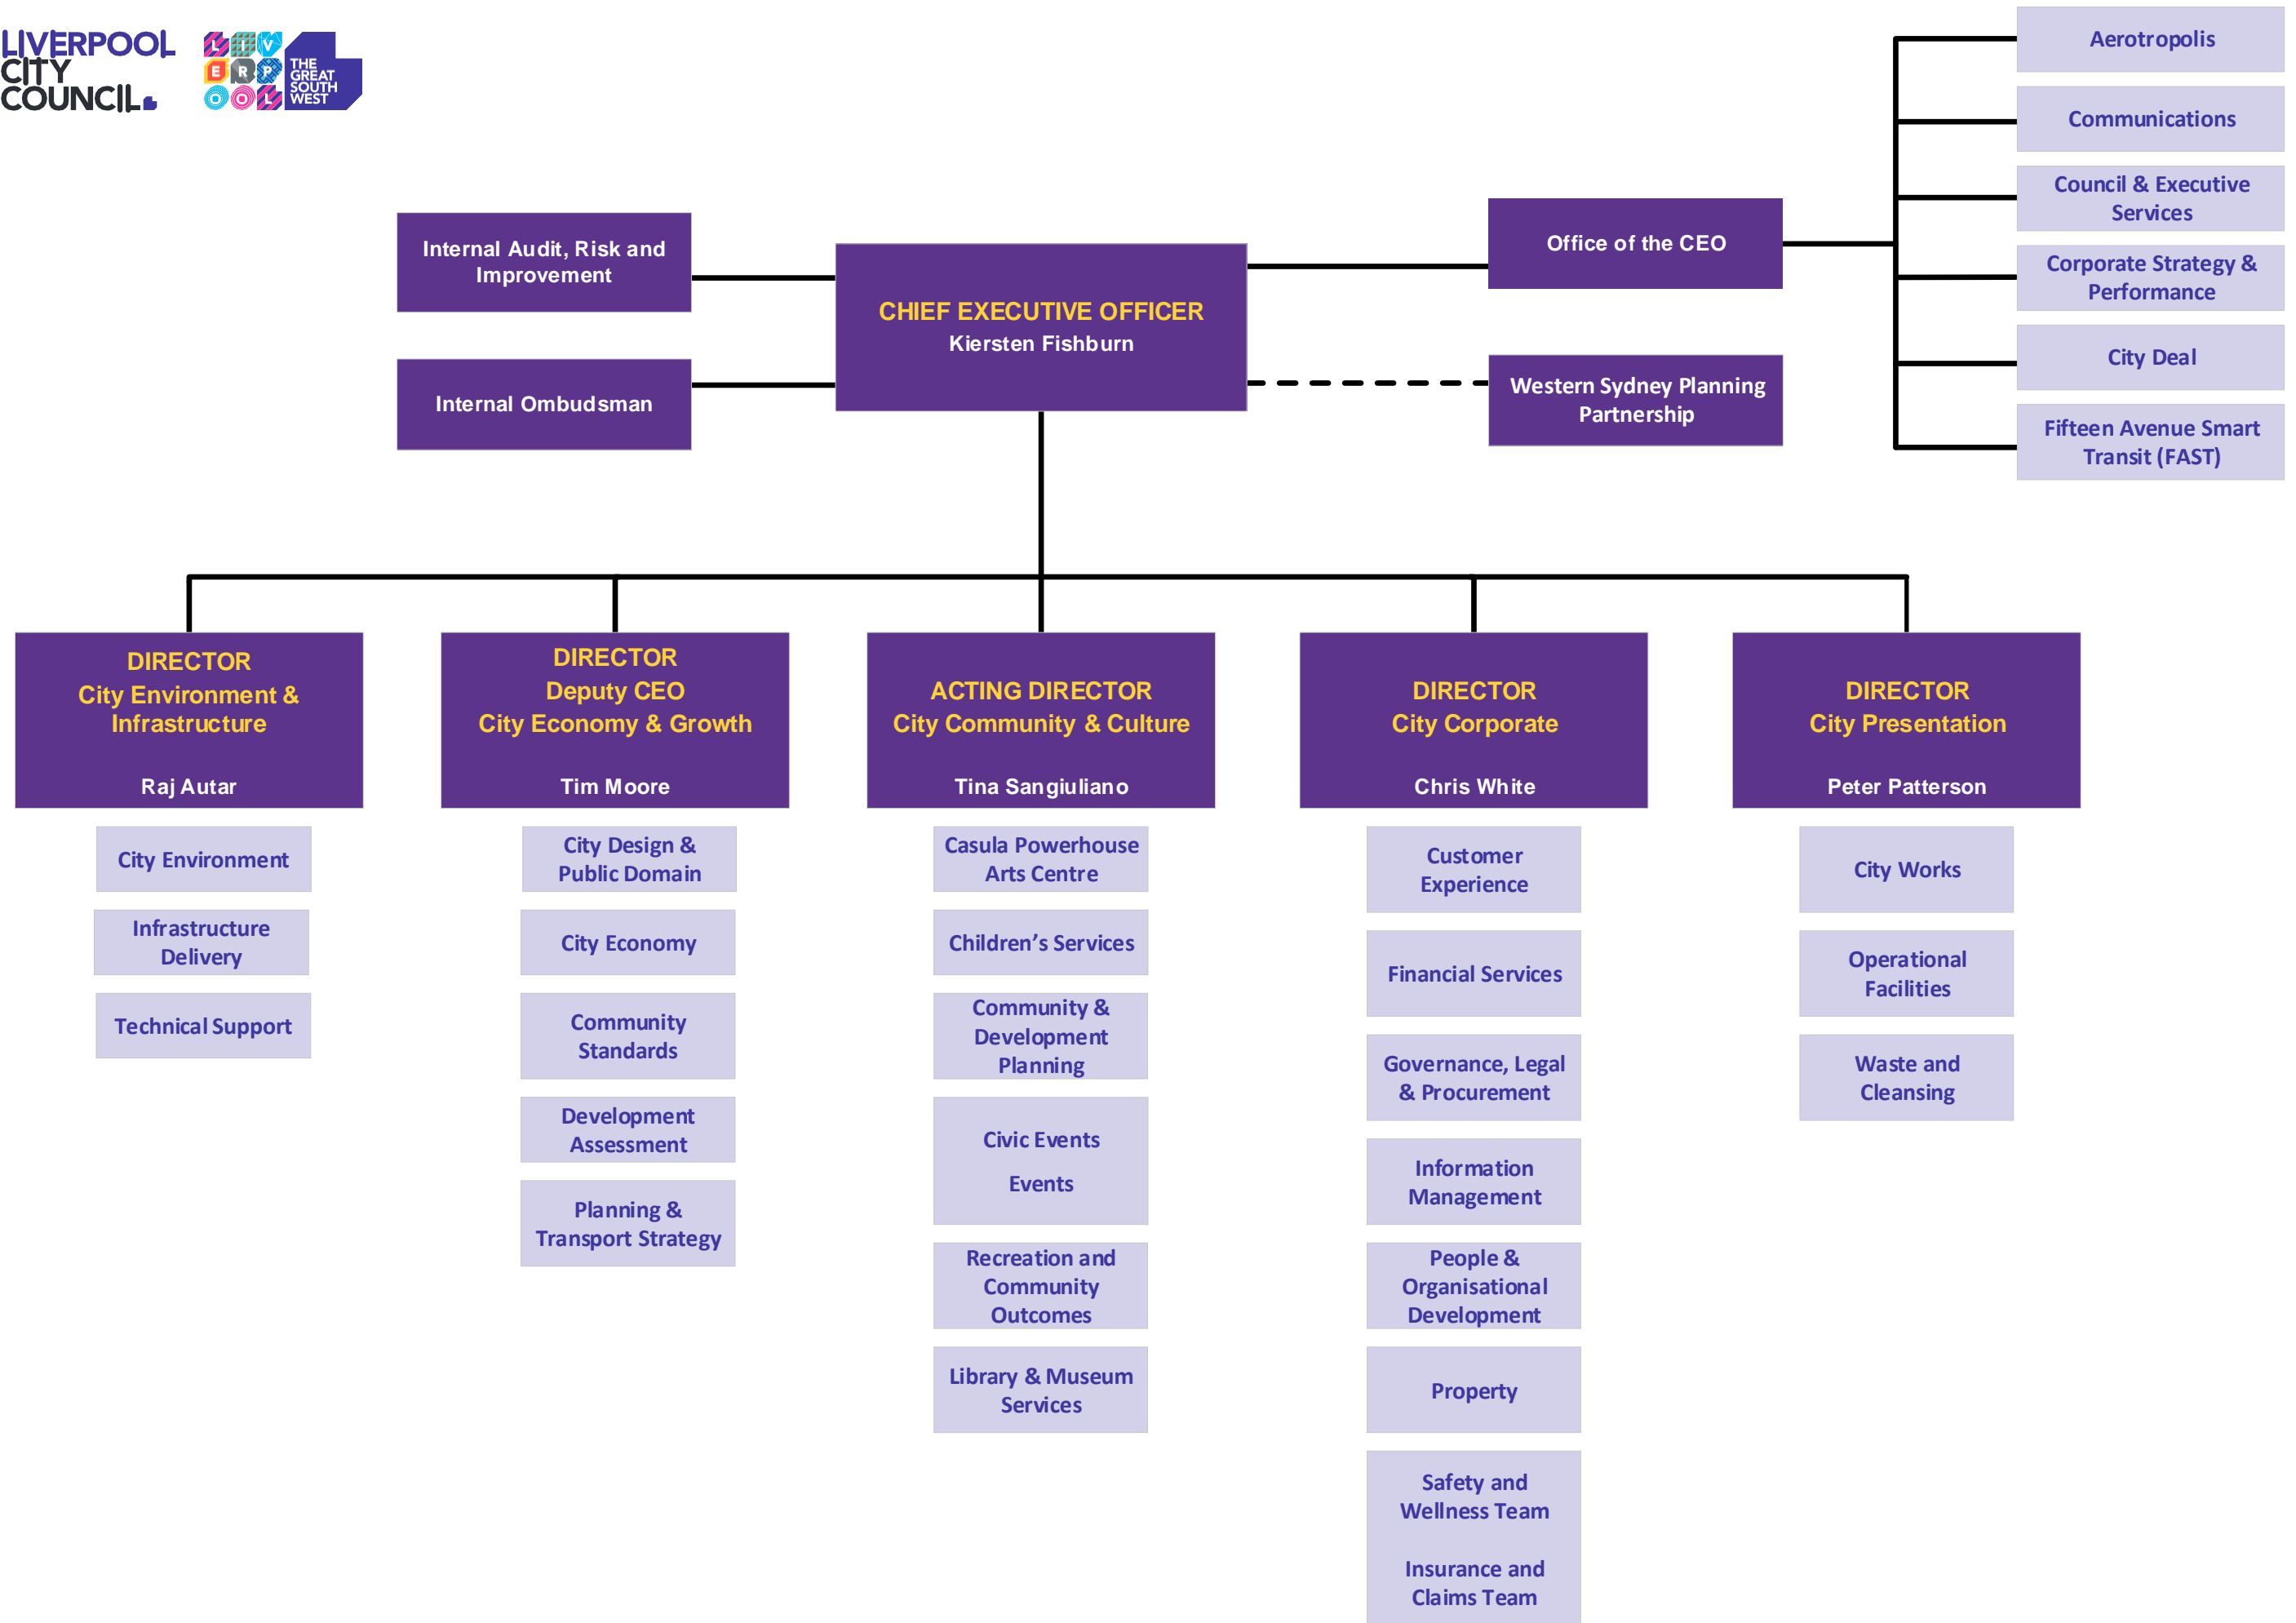 LIVERPOOL
CITY
COUNCIL
LIV
ERP
OOL
THE
GREAT
SOUTH
WEST
Aerotropolis
Communications
Council & Executive
Services
Corporate Strategy &
Performance
City Deal
Fifteen Avenue Smart
Transit (FAST)
Office of the CEO
Western Sydney Planning
Partnership
Internal Audit, Risk and
Improvement
Internal Ombudsman
CHIEF EXECUTIVE OFFICER
Kiersten Fishburn
DIRECTOR
City Environment &
Infrastructure
Raj Autar
City Environment
Infrastructure
Delivery
Technical Support
DIRECTOR
Deputy CEO
City Economy & Growth
Tim Moore
City Design &
Public Domain
City Economy
Community
Standards
Development
Assessment
Planning &
Transport Strategy
ACTING DIRECTOR
City Community & Culture
Tina Sangiuliano
Casula Powerhouse
Arts Centre
Children’s Services
Community &
Development
Planning
Civic Events
Events
Recreation and
Community
Outcomes
Library & Museum
Services
DIRECTOR
City Corporate
Chris White
Customer
Experience
Financial Services
Governance, Legal
& Procurement
Information
Management
People &
Organisational
Development
Property
Safety and
Wellness Team
Insurance and
Claims Team
DIRECTOR
City Presentation
Peter Patterson
City Works
Operational
Facilities
Waste and
Cleansing